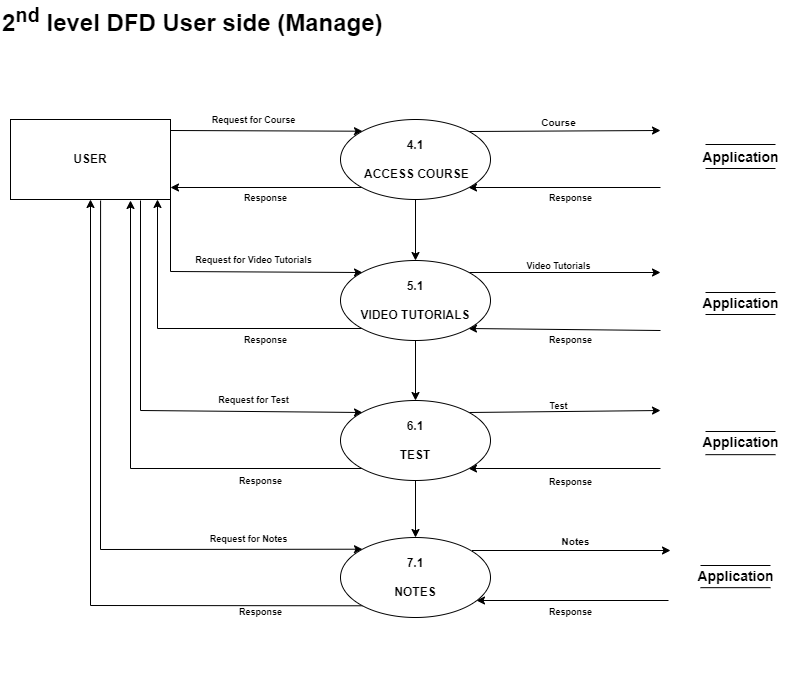 2nd level DFD User side (Manage)
USER
Request for Course
4.1
ACCESS COURSE
Course
Application
Response
Response
Request for Video Tutorials
5.1
VIDEO TUTORIALS
Video Tutorials
Application
Response
Response
Request for Test
6.1
TEST
Test
Application
Response
Response
Request for Notes
7.1
NOTES
Notes
Application
Response
Response